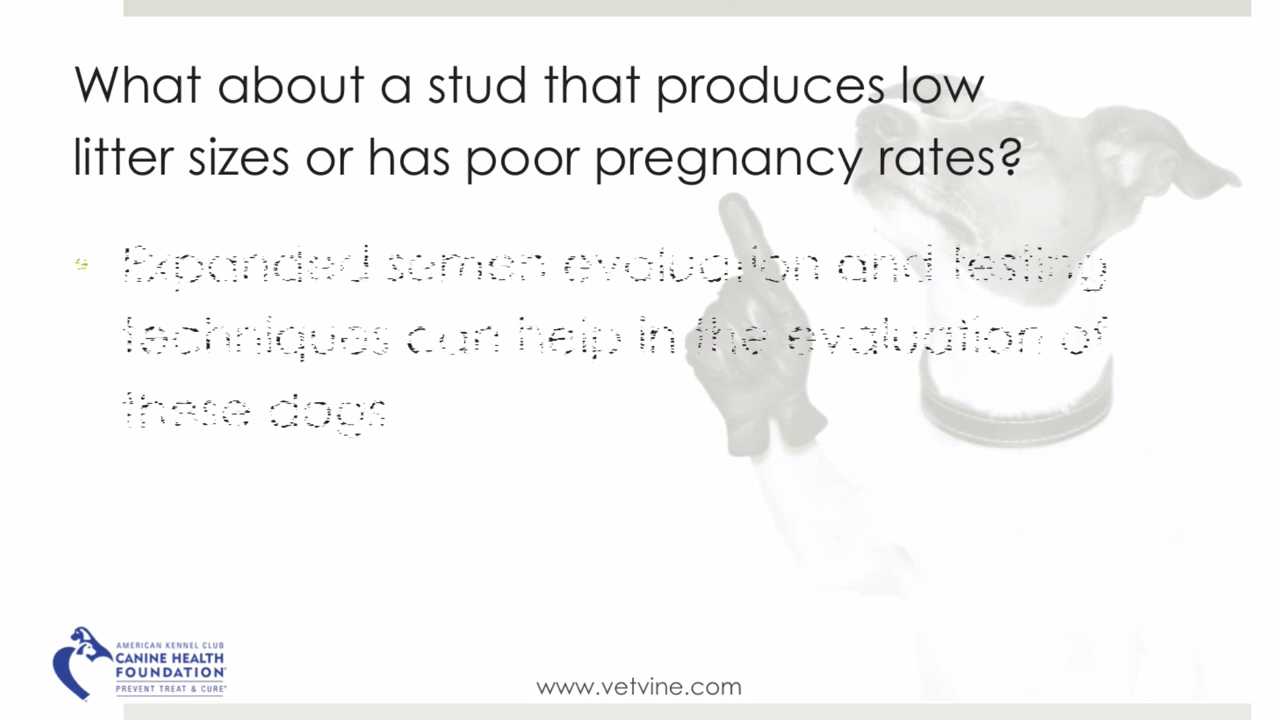 What about a stud that produces low
litter sizes or has poor pregnancy rates?
Expanded semen evaluation and testing
techniques can help in the evaluation of
these dogs
AMERICAN KENNEL CLUB
CANINE HEALTH
FOUNDATION
PREVENT TREAT & CURE®
www.vetvine.com